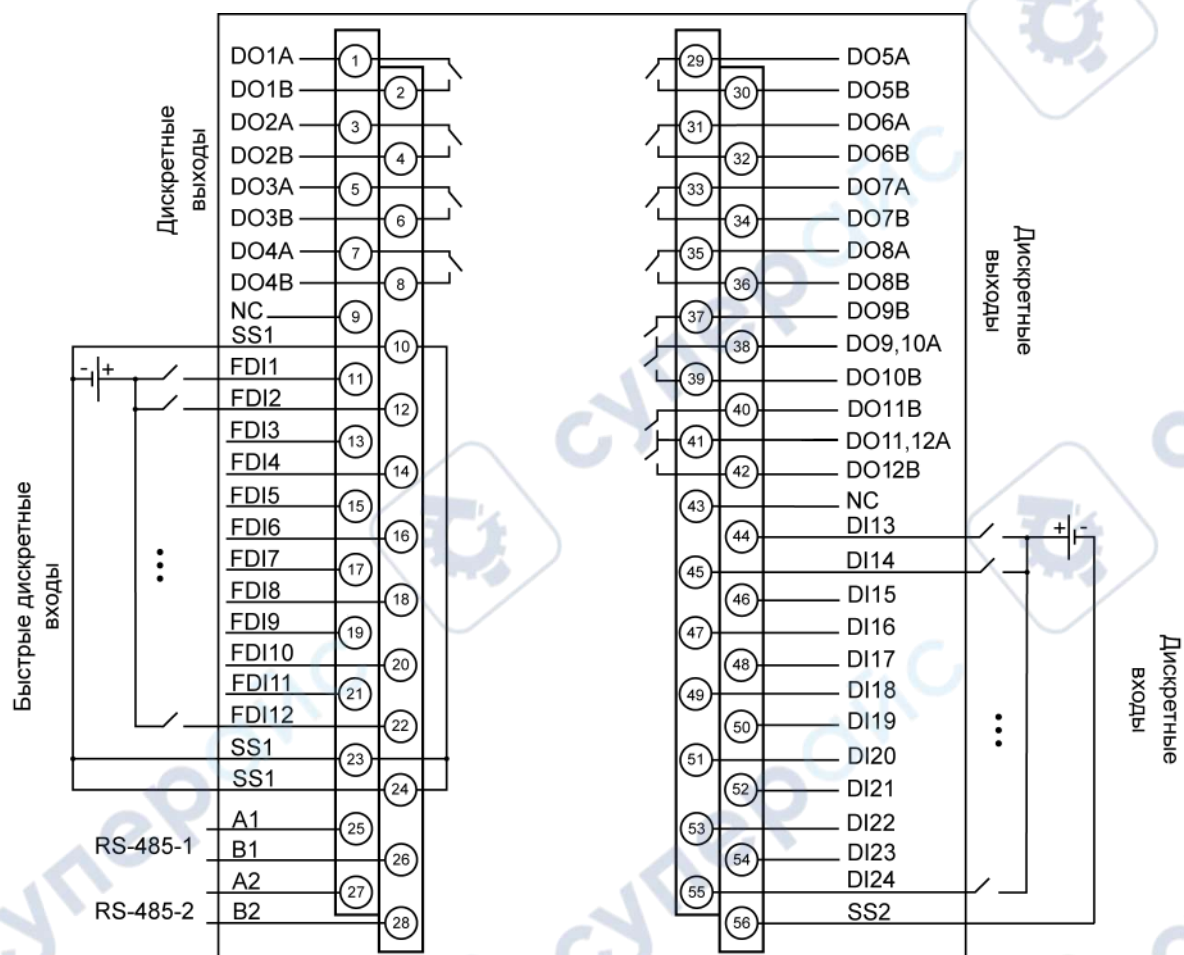 Дискретные
выходы
DO1A 1
DO1B 2
DO2A 3
DO2B 4
DO3A 5
DO3B 6
DO4A 7
DO4B 8
NC 9
SS1 10
- +
FDI1 11
FDI2 12
FDI3 13
FDI4 14
FDI5 15
FDI6 16
FDI7 17
FDI8 18
FDI9 19
FDI10 20
FDI11 21
FDI12 22
SS1 23
SS1 24
Быстрые дискретные
входы
RS-485-1
A1 25
B1 26
RS-485-2
A2 27
B2 28
29 DO5A
30 DO5B
31 DO6A
32 DO6B
33 DO7A
34 DO7B
35 DO8A
36 DO8B
37 DO9B
38 DO9,10A
39 DO10B
40 DO11B
41 DO11,12A
42 DO12B
43 NC
Дискретные
выходы
44 DI13
+ -
45 DI14
46 DI15
47 DI16
48 DI17
49 DI18
50 DI19
51 DI20
52 DI21
53 DI22
54 DI23
55 DI24
56 SS2
Дискретные
входы
суперайс
суперайс